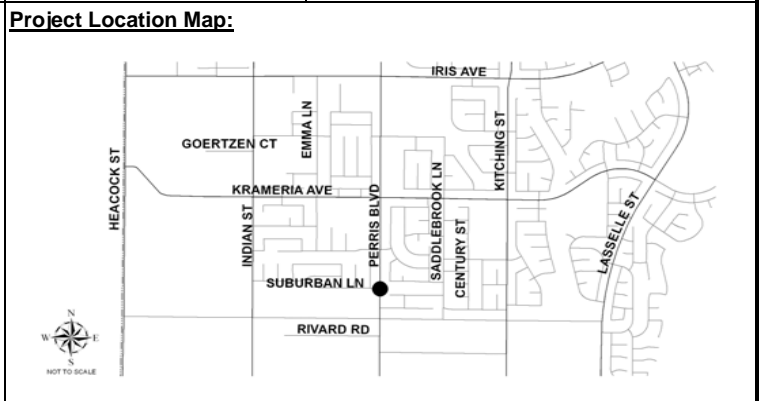 Project Location Map:
IRIS AVE
EMMA LN
GOERTZEN CT
KITCHING ST
HEACOCK ST
KRAMERIA AVE
INDIAN ST
PERRIS BLVD
SADDLEBROOK LN
CENTURY ST
LASSELLE ST
SUBURBAN LN
RIVARD RD
N
W E
S
NOT TO SCALE